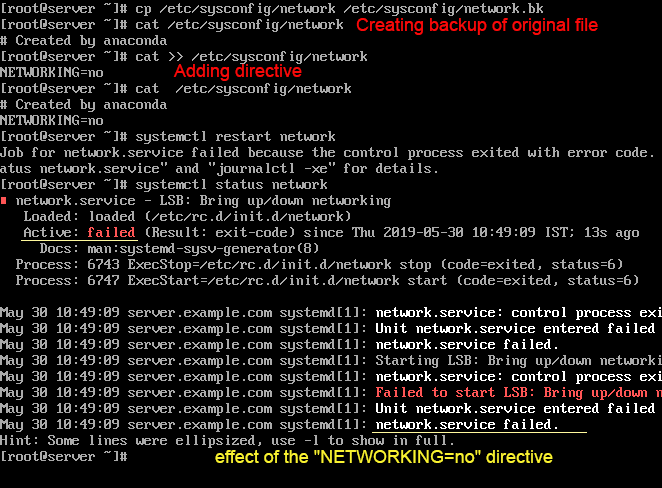 [root@server ~]# cp /etc/sysconfig/network /etc/sysconfig/network.bk
[root@server ~]# cat /etc/sysconfig/network
Creating backup of original file
# Created by anaconda
[root@server ~]# cat >> /etc/sysconfig/network
NETWORKING=no
Adding directive
[root@server ~]# cat  /etc/sysconfig/network
# Created by anaconda
NETWORKING=no
[root@server ~]# systemctl restart network
Job for network.service failed because the control process exited with error code.
atus network.service" and "journalctl -xe" for details.
[root@server ~]# systemctl status network
network.service - LSB: Bring up/down networking
Loaded: loaded (/etc/rc.d/init.d/network)
Active: failed (Result: exit-code) since Thu 2019-05-30 10:49:09 IST; 13s ago
Docs: man:systemd-sysv-generator(8)
Process: 6743 ExecStop=/etc/rc.d/init.d/network stop (code=exited, status=6)
Process: 6747 ExecStart=/etc/rc.d/init.d/network start (code=exited, status=6)
May 30 10:49:09 server.example.com systemd[1]: network.service: control process exi
May 30 10:49:09 server.example.com systemd[1]: Unit network.service entered failed
May 30 10:49:09 server.example.com systemd[1]: network.service failed.
May 30 10:49:09 server.example.com systemd[1]: Starting LSB: Bring up/down networki
May 30 10:49:09 server.example.com systemd[1]: network.service: control process exi
May 30 10:49:09 server.example.com systemd[1]: Failed to start LSB: Bring up/down n
May 30 10:49:09 server.example.com systemd[1]: Unit network.service entered failed
May 30 10:49:09 server.example.com systemd[1]: network.service failed.
Hint: Some lines were ellipsized, use -l to show in full.
[root@server ~]#
effect of the "NETWORKING=no" directive